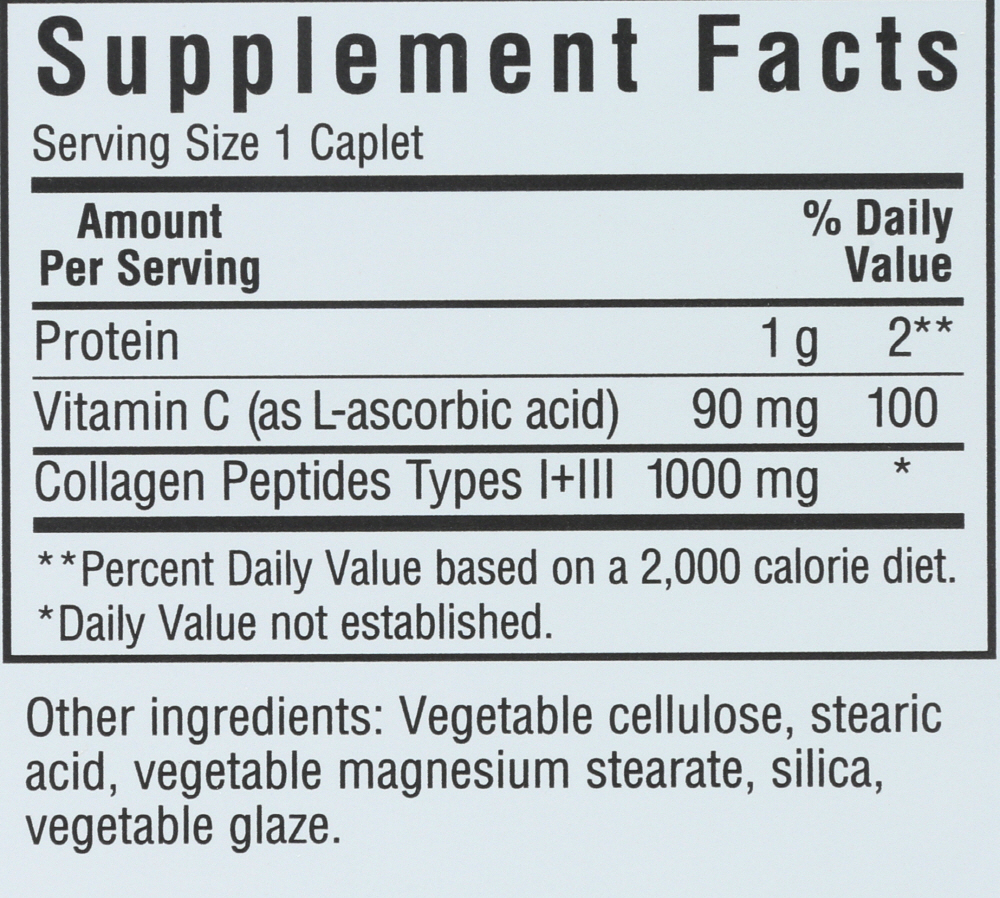 Supplement Facts
Serving Size 1 Caplet
Amount
Per Serving
% Daily
Value
Protein 1 g 2**
Vitamin C (as L-ascorbic acid) 90 mg 100
Collagen Peptides Types I+III 1000 mg *
**Percent Daily Value based on a 2,000 calorie diet.
*Daily Value not established.
Other ingredients: Vegetable cellulose, stearic
acid, vegetable magnesium stearate, silica,
vegetable glaze.